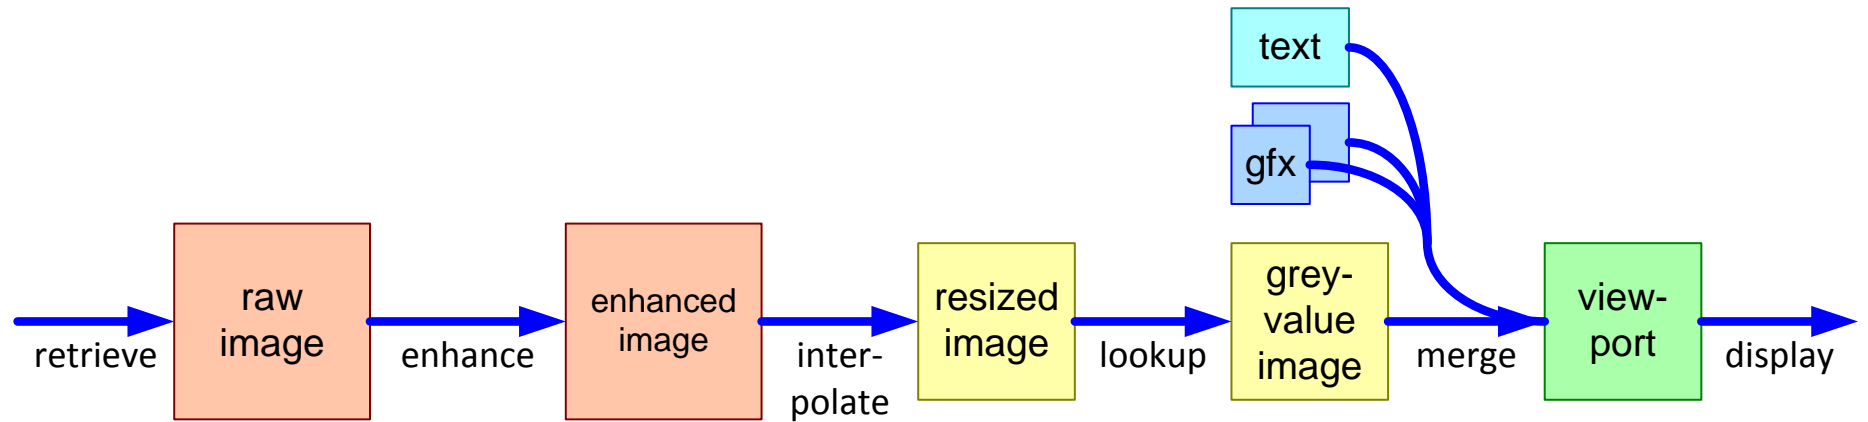 text
gfx
retrieve
raw
image
enhance
enhanced
image
inter-
polate
resized
image
lookup
grey-
value
image
merge
view-
port
display